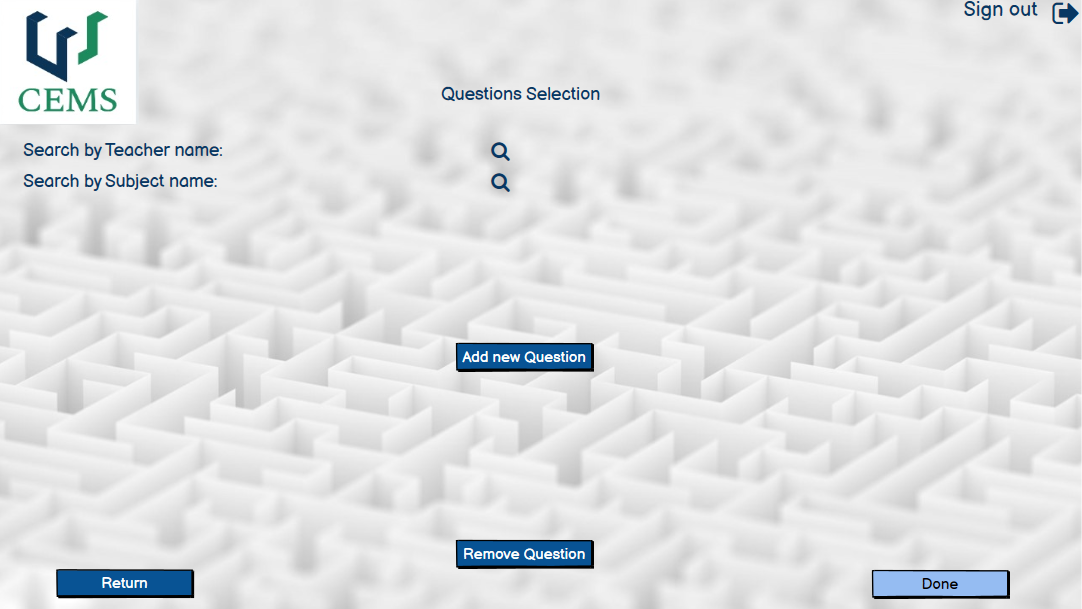 Sign out
CEMS
Questions Selection
Search by Teacher name:
Search by Subject name:
Add new Question
Remove Question
Return
Done